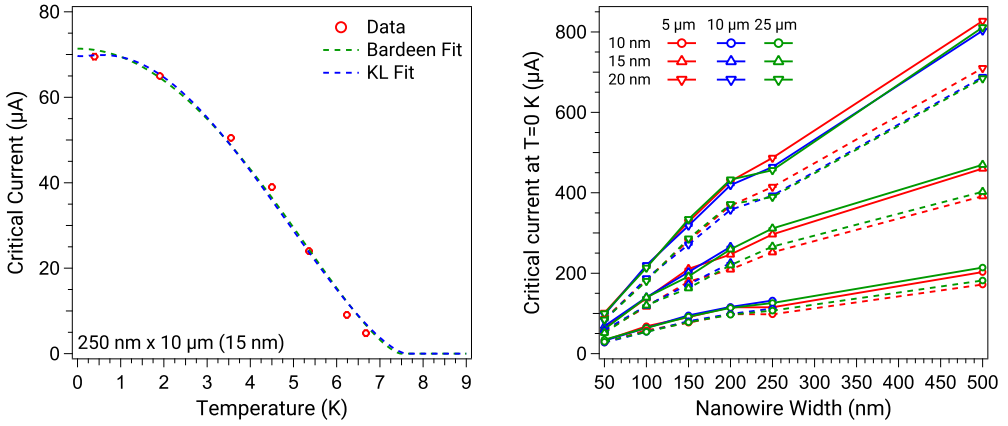 Critical Current (µA)
80
60
40
20
0
Data
Bardeen Fit
KL Fit
250 nm x 10 µm (15 nm)
0 1 2 3 4 5 6 7 8 9
Temperature (K)
Critical current at T=0 K (µA)
800
600
400
200
0
5 µm 10 µm 25 µm
10 nm
15 nm
20 nm
50 100 150 200 250 300 350 400 450 500
Nanowire Width (nm)